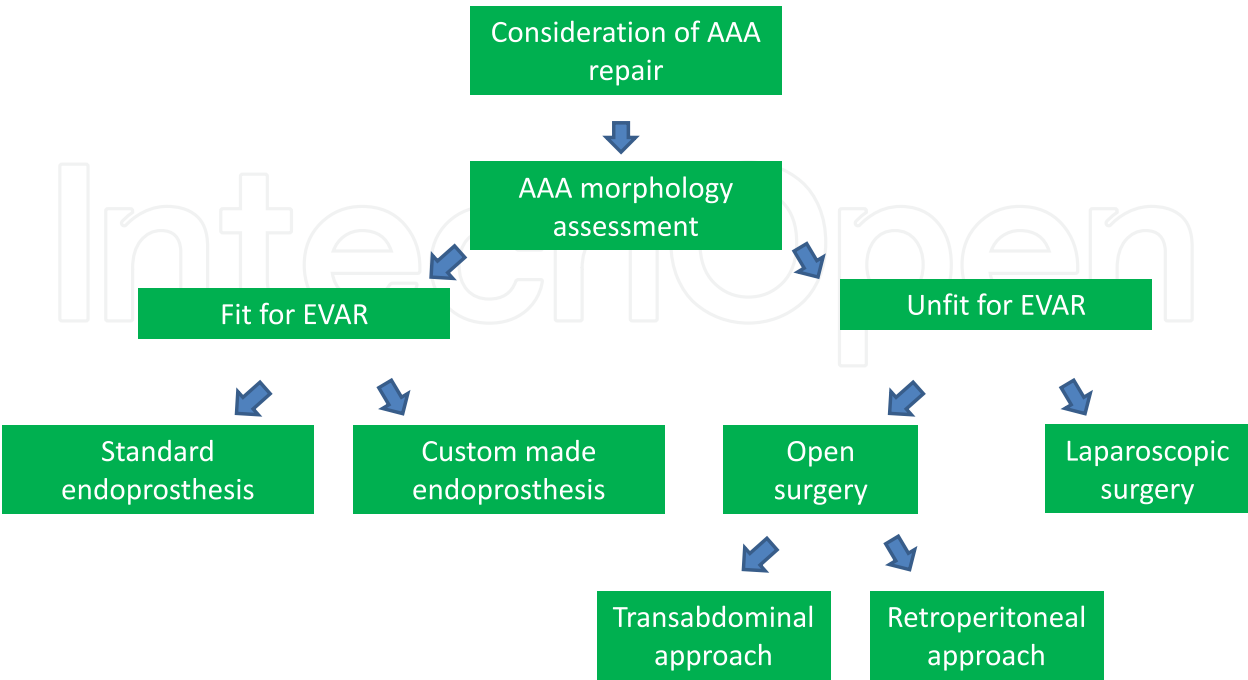 Consideration of AAA
repair
AAA morphology
assessment
Fit for EVAR
Unfit for EVAR
Standard
endoprosthesis
Custom made
endoprosthesis
Open
surgery
Laparoscopic
surgery
Transabdominal
approach
Retroperitoneal
approach
IntechOpen